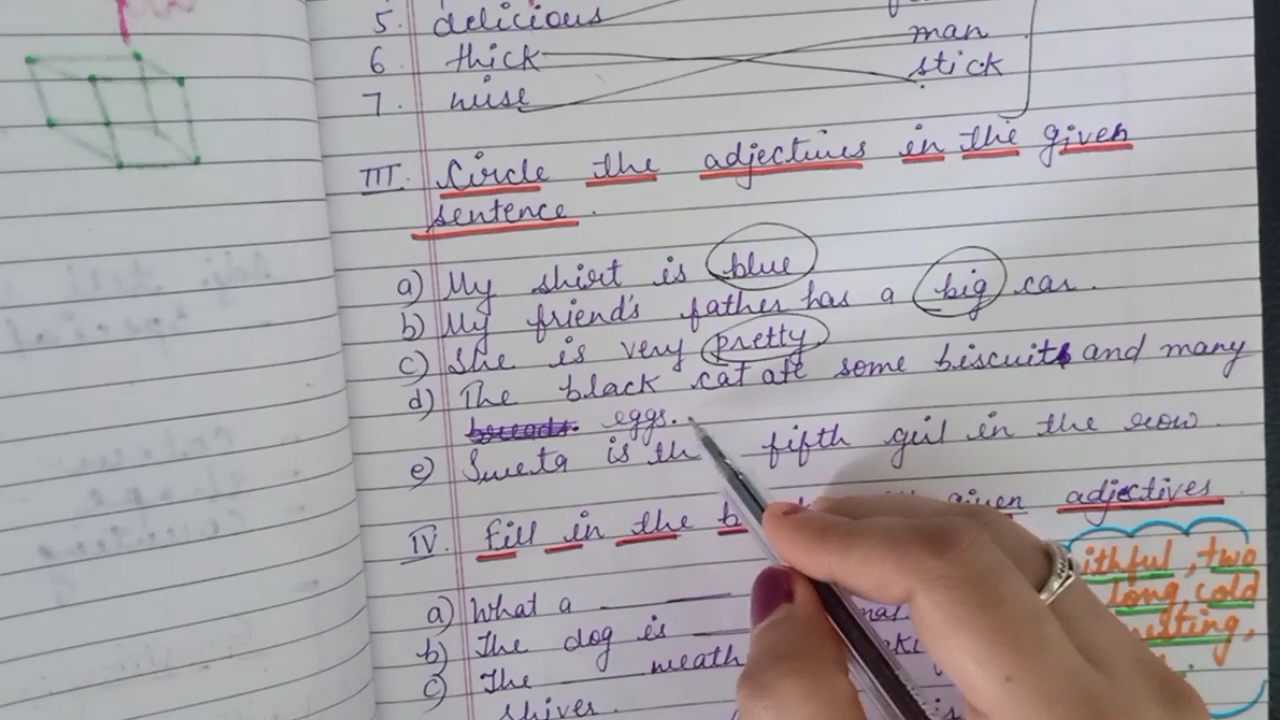 5. delicious
man
6 thick
stick
7. wise
III. Circle the adjectives in the given
sentence.
a) My shirt is blue
b) My friend's father has a big car.
c) She is very pretty
d) The black cat ate some biscuits and many
breads. eggs.
e) Sweta is th fifth girl in the row.
IV. Fill in the given adjectives
ithful, two
long, cold
a) What a
b) The dog is
c) The
shiver.